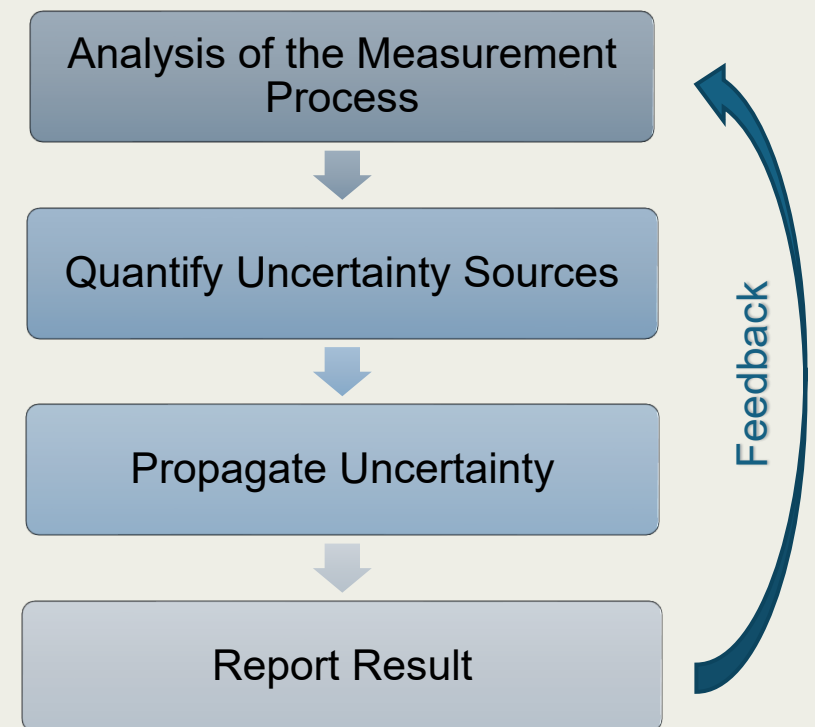 Analysis of the Measurement
Process
Quantify Uncertainty Sources
Propagate Uncertainty
Report Result
Feedback